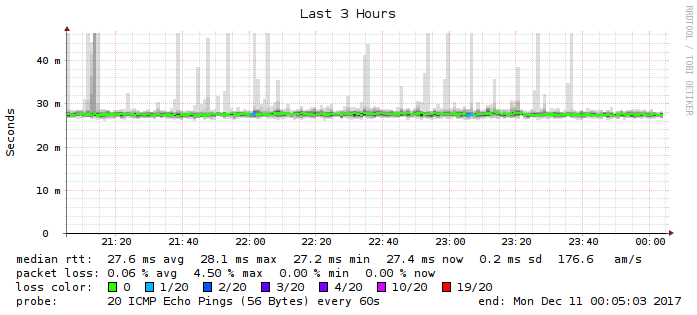 Last 3 Hours
RRDTOOL / TOBI OETIKER
Seconds
40 m
30 m
20 m
10 m
0
21:20 21:40 22:00 22:20 22:40 23:00 23:20 23:40 00:00
median rtt: 27.6 ms avg 28.1 ms max 27.2 ms min 27.4 ms now 0.2 ms sd 176.6 am/s
packet loss: 0.06 % avg 4.50 % max 0.00 % min 0.00 % now
loss color: 0 1/20 2/20 3/20 4/20 10/20 19/20
probe: 20 ICMP Echo Pings (56 Bytes) every 60s end: Mon Dec 11 00:05:03 2017